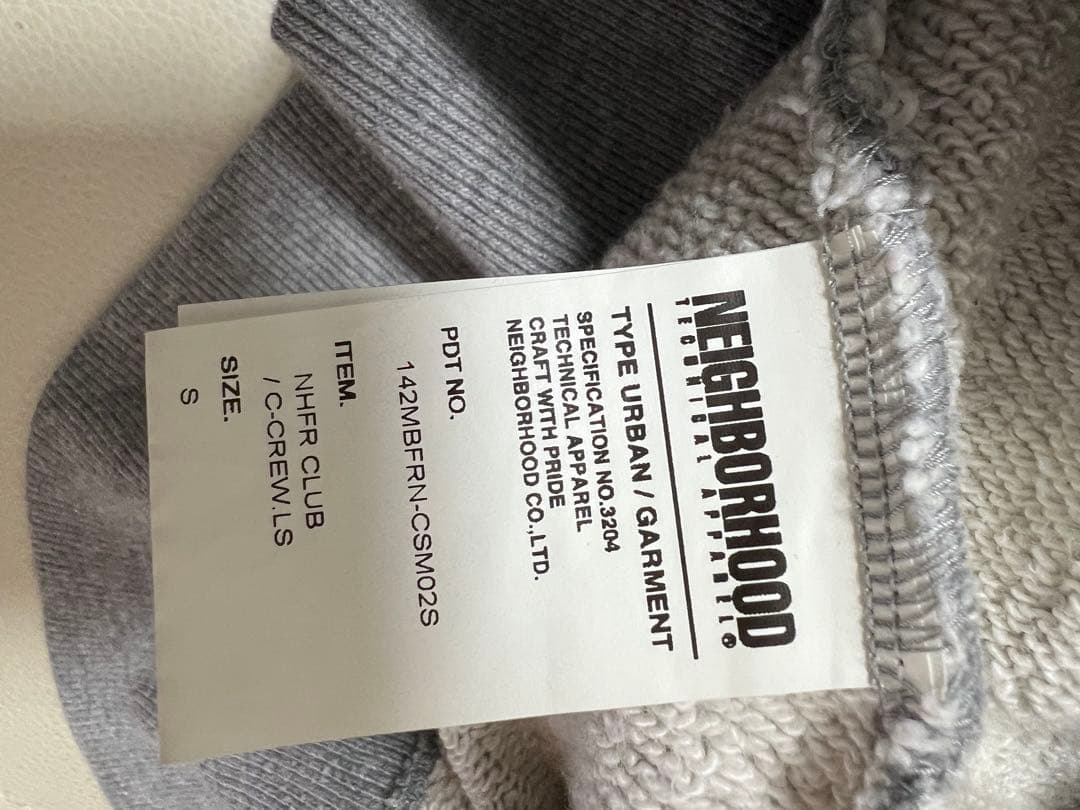 NEIGHBORHOOD
TECHNICAL APPAREL®
TYPE URBAN / GARMENT
SPECIFICATION NO.3204
TECHNICAL APPAREL
CRAFT WITH PRIDE
NEIGHBORHOOD CO.,LTD.
PDT NO.
142MBFRN-CSM02S
ITEM.
NHFR CLUB
/ C-CREW.LS
SIZE.
S